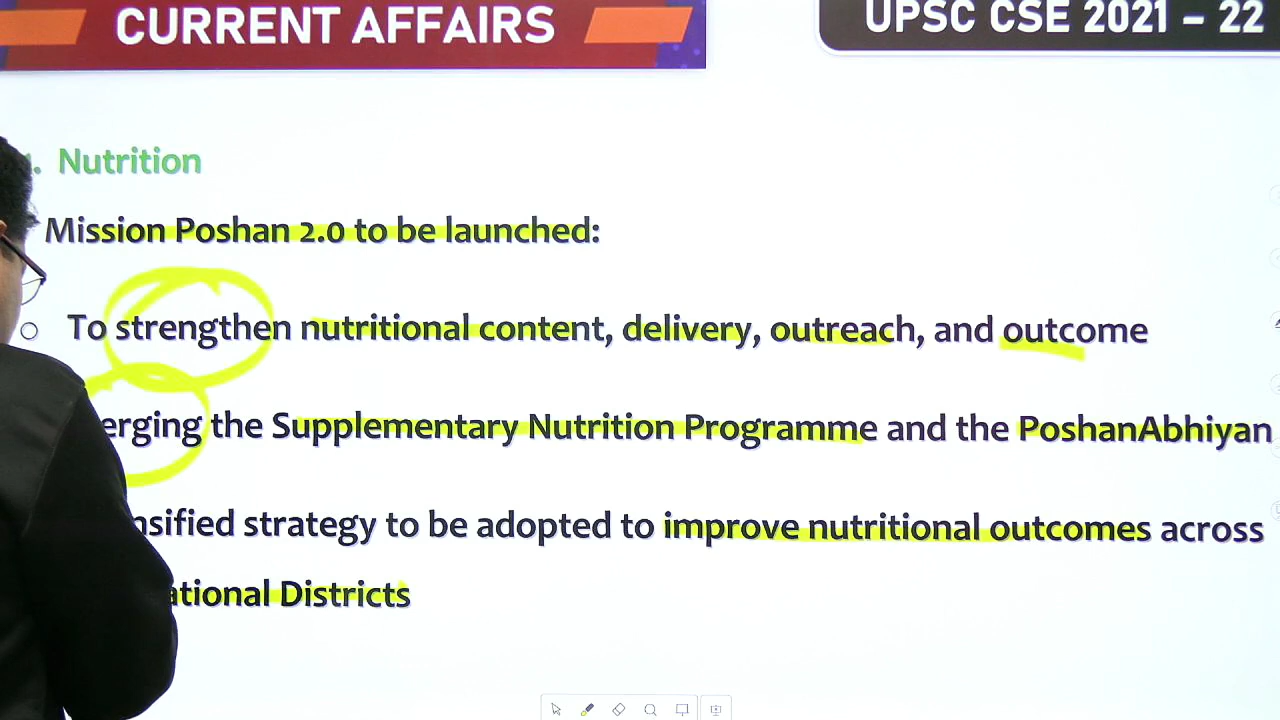 CURRENT AFFAIRS
UPSC CSE 2021 – 22
Nutrition
Mission Poshan 2.0 to be launched:
To strengthen nutritional content, delivery, outreach, and outcome
the Supplementary Nutrition Programme and the PoshanAbhiyan
strategy to be adopted to improve nutritional outcomes across
Districts